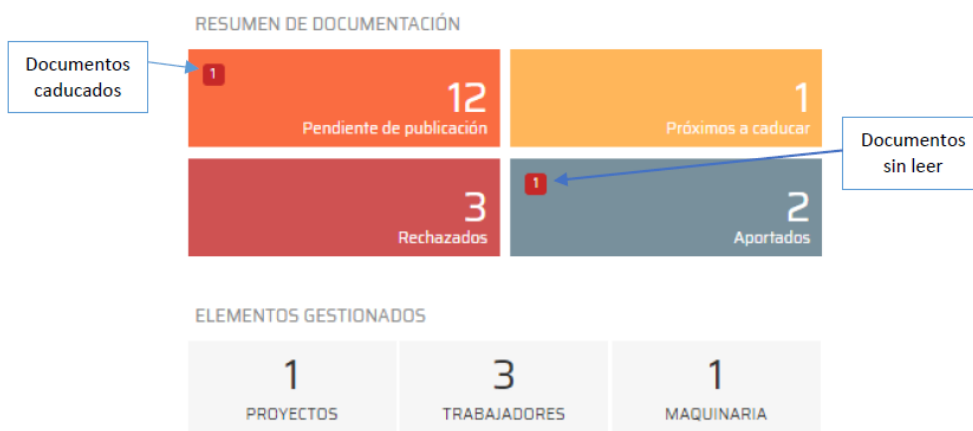 RESUMEN DE DOCUMENTACIÓN
Documentos
caducados
1
12
Pendiente de publicación
1
Próximos a caducar
Documentos
sin leer
3
Rechazados
1
2
Aportados
ELEMENTOS GESTIONADOS
1
PROYECTOS
3
TRABAJADORES
1
MAQUINARIA